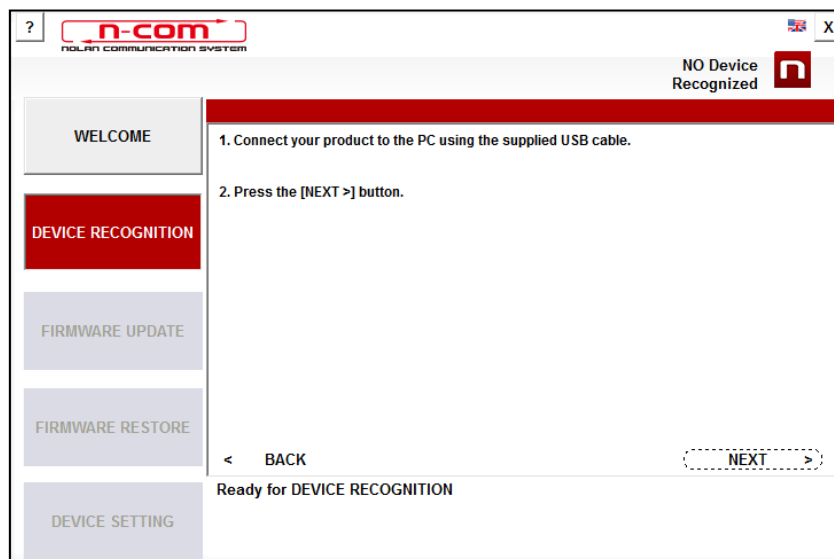 ?
n-com
NOLAN COMMUNICATION SYSTEM
X
NO Device
Recognized
n
WELCOME
DEVICE RECOGNITION
FIRMWARE UPDATE
FIRMWARE RESTORE
DEVICE SETTING
1. Connect your product to the PC using the supplied USB cable.
2. Press the [NEXT >] button.
< BACK
NEXT >
Ready for DEVICE RECOGNITION